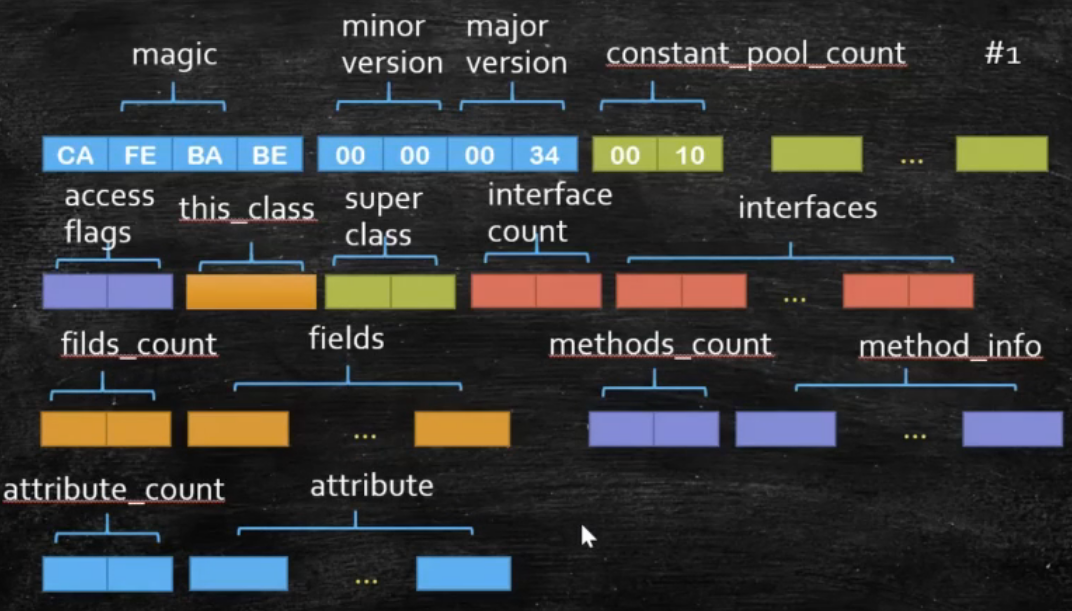 magic
minor version
major version
constant_pool_count
#1
CA FE BA BE
00 00 00 34
00 10
...
access flags
this_class
super class
interface count
interfaces
...
filds_count
fields
methods_count
method_info
...
...
attribute_count
attribute
...